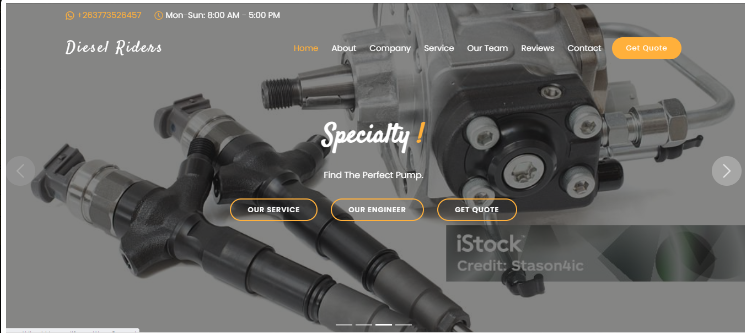 +263773526457 Mon-Sun: 8:00 AM - 5:00 PM
Diesel Riders Home About Company Service Our Team Reviews Contact Get Quote
Specialty !
Find The Perfect Pump.
OUR SERVICE OUR ENGINEER GET QUOTE
iStock
Credit: Stason4ic